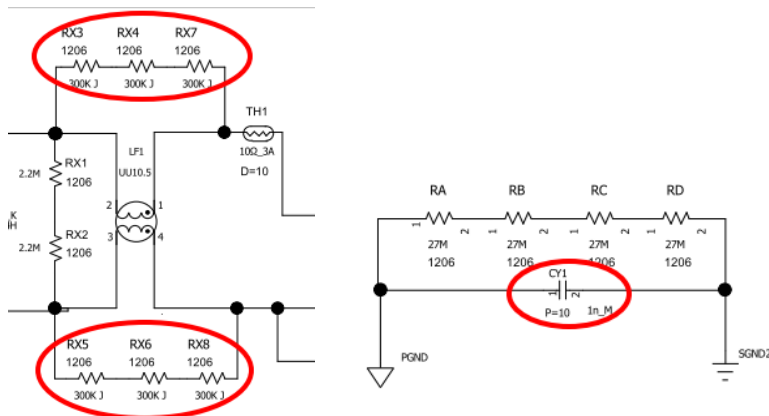 RX3 RX4 RX7
1206 1206 1206
300K J 300K J 300K J
TH1
10Ω_3A
D=10
LF1
UU10.5
RX1
2.2M
1206
2 1
3 4
RX2
2.2M
1206
K
RX5 RX6 RX8
1206 1206 1206
300K J 300K J 300K J
RA RB RC RD
1 2 1 2 1 2 1 2
27M 27M 27M 27M
1206 1206 1206 1206
CY1
1 2
P=10 1n_M
PGND
SGND2